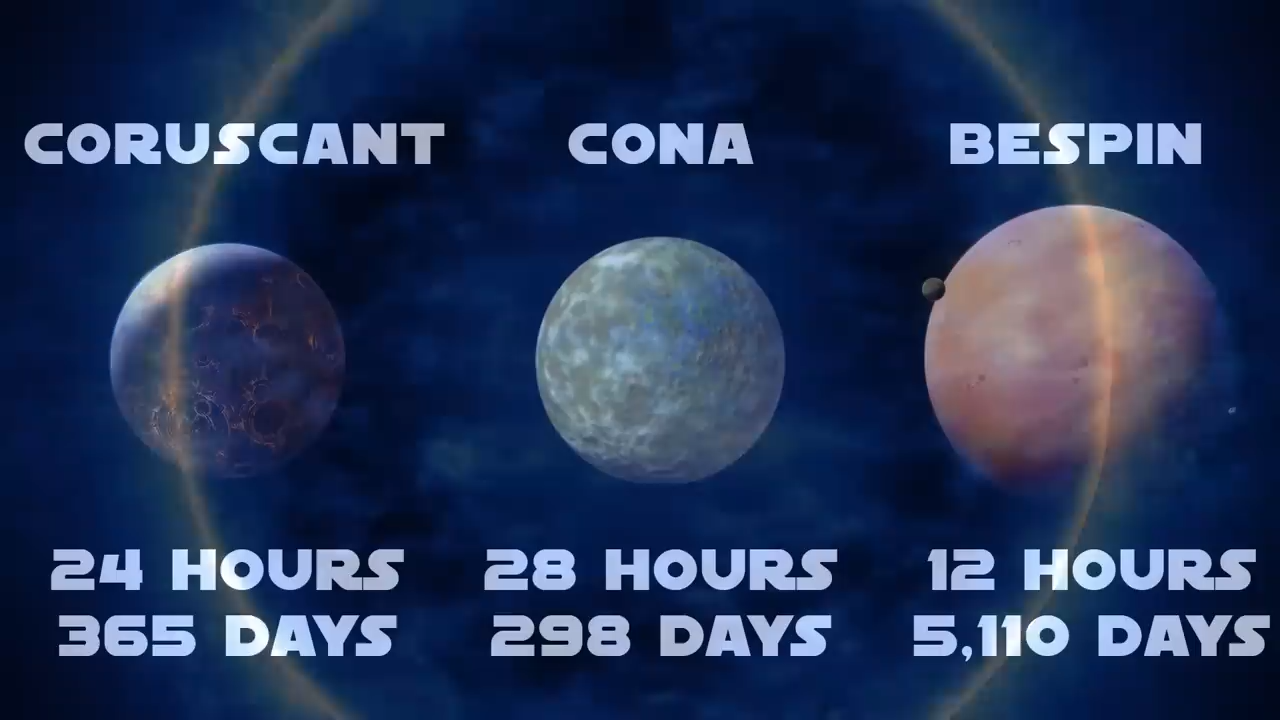 CORUSCANT
CONA
BESPIN
24 HOURS
365 DAYS
28 HOURS
298 DAYS
12 HOURS
5,110 DAYS